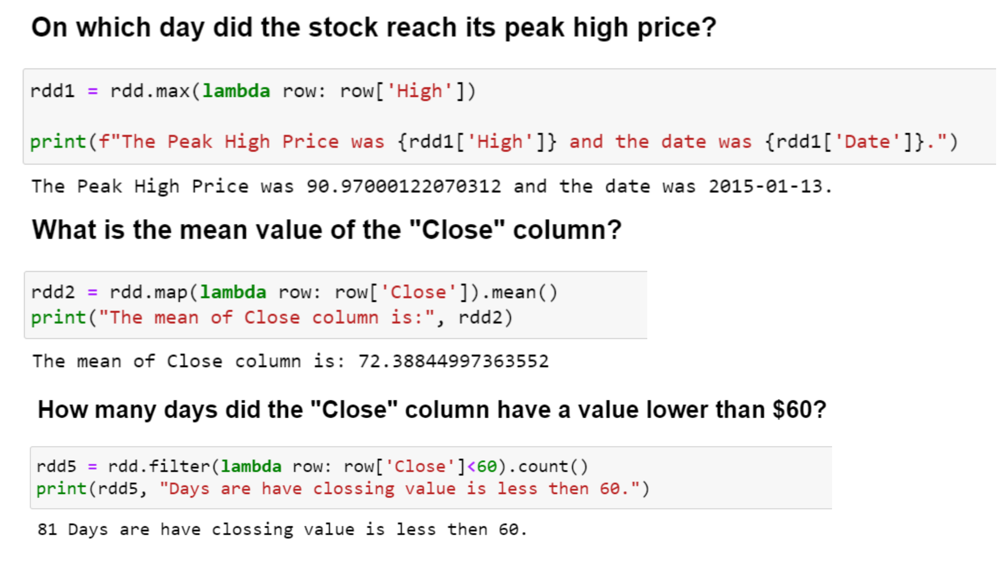 On which day did the stock reach its peak high price?
rdd1 = rdd.max(lambda row: row['High'])
print(f"The Peak High Price was {rdd1['High']} and the date was {rdd1['Date']}.")
The Peak High Price was 90.97000122070312 and the date was 2015-01-13.
What is the mean value of the "Close" column?
rdd2 = rdd.map(lambda row: row['Close']).mean()
print("The mean of Close column is:", rdd2)
The mean of Close column is: 72.38844997363552
How many days did the "Close" column have a value lower than $60?
rdd5 = rdd.filter(lambda row: row['Close']<60).count()
print(rdd5, "Days are have clossing value is less then 60.")
81 Days are have clossing value is less then 60.